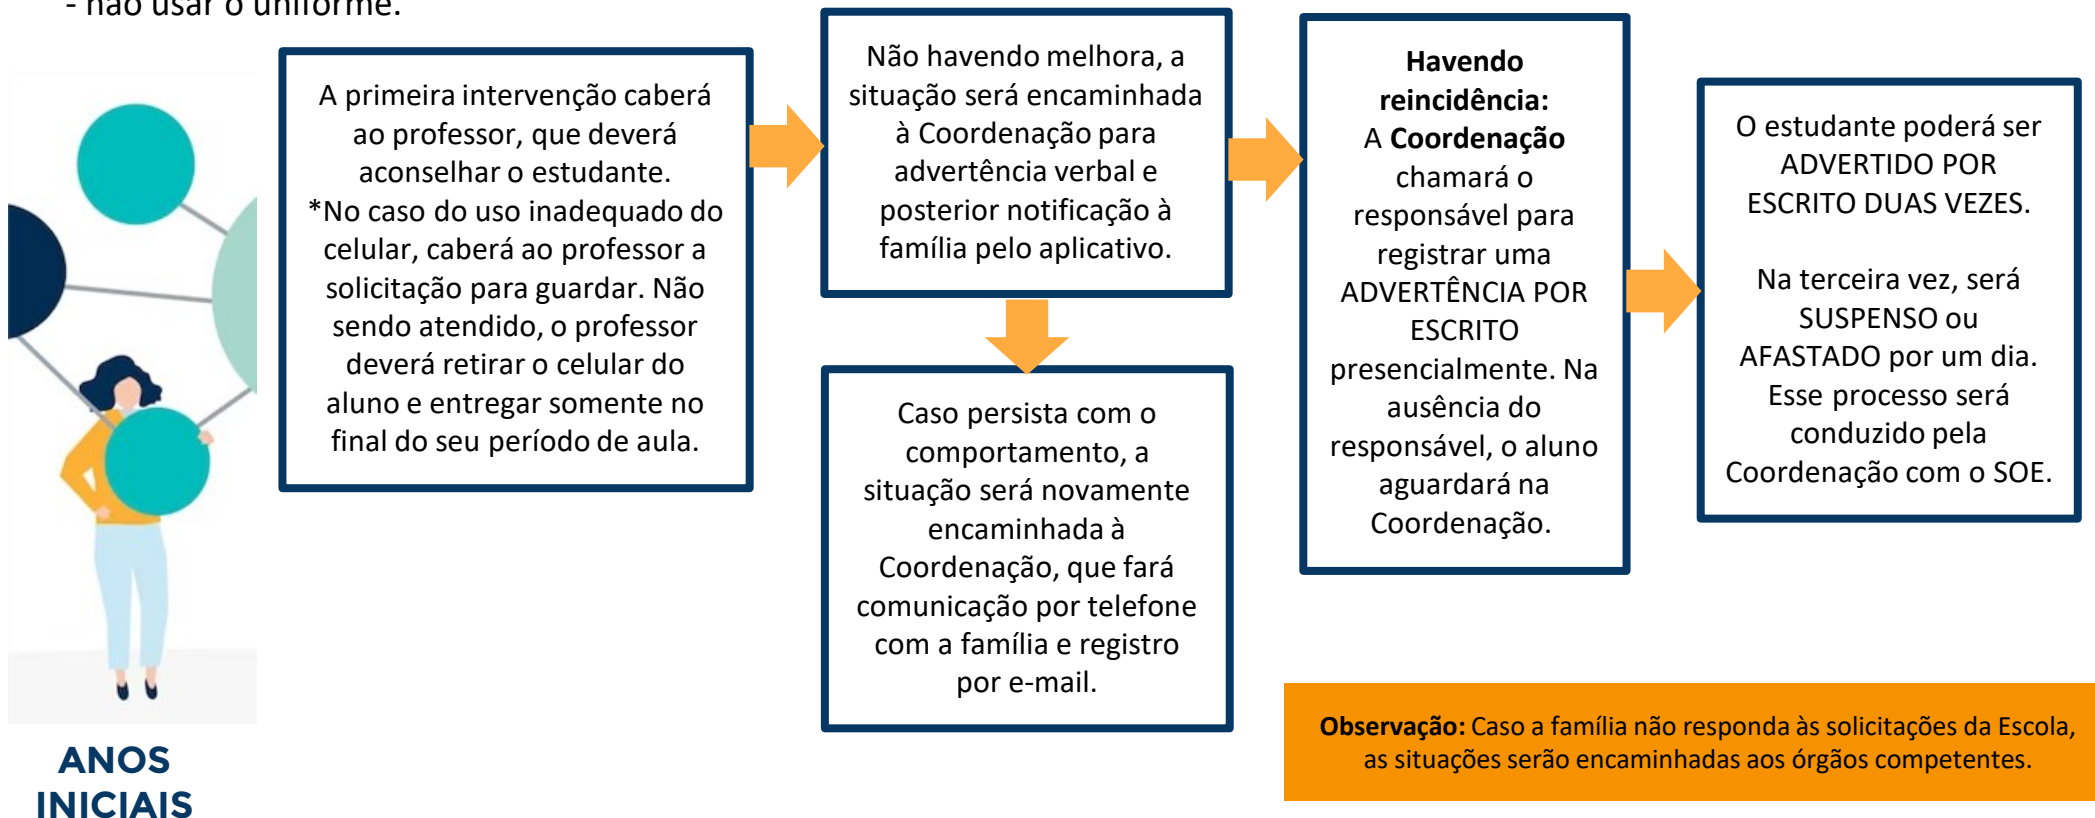 - não usar o uniforme.
A primeira intervenção caberá
ao professor, que deverá
aconselhar o estudante.
*No caso do uso inadequado do
celular, caberá ao professor a
solicitação para guardar. Não
sendo atendido, o professor
deverá retirar o celular do
aluno e entregar somente no
final do seu período de aula.
Não havendo melhora, a
situação será encaminhada
à Coordenação para
advertência verbal e
posterior notificação à
família pelo aplicativo.
Caso persista com o
comportamento, a
situação será novamente
encaminhada à
Coordenação, que fará
comunicação por telefone
com a família e registro
por e-mail.
Havendo
reincidência:
A Coordenação
chamará o
responsável para
registrar uma
ADVERTÊNCIA POR
ESCRITO
presencialmente. Na
ausência do
responsável, o aluno
aguardará na
Coordenação.
O estudante poderá ser
ADVERTIDO POR
ESCRITO DUAS VEZES.
Na terceira vez, será
SUSPENSO ou
AFASTADO por um dia.
Esse processo será
conduzido pela
Coordenação com o SOE.
Observação: Caso a família não responda às solicitações da Escola,
as situações serão encaminhadas aos órgãos competentes.
ANOS
INICIAIS